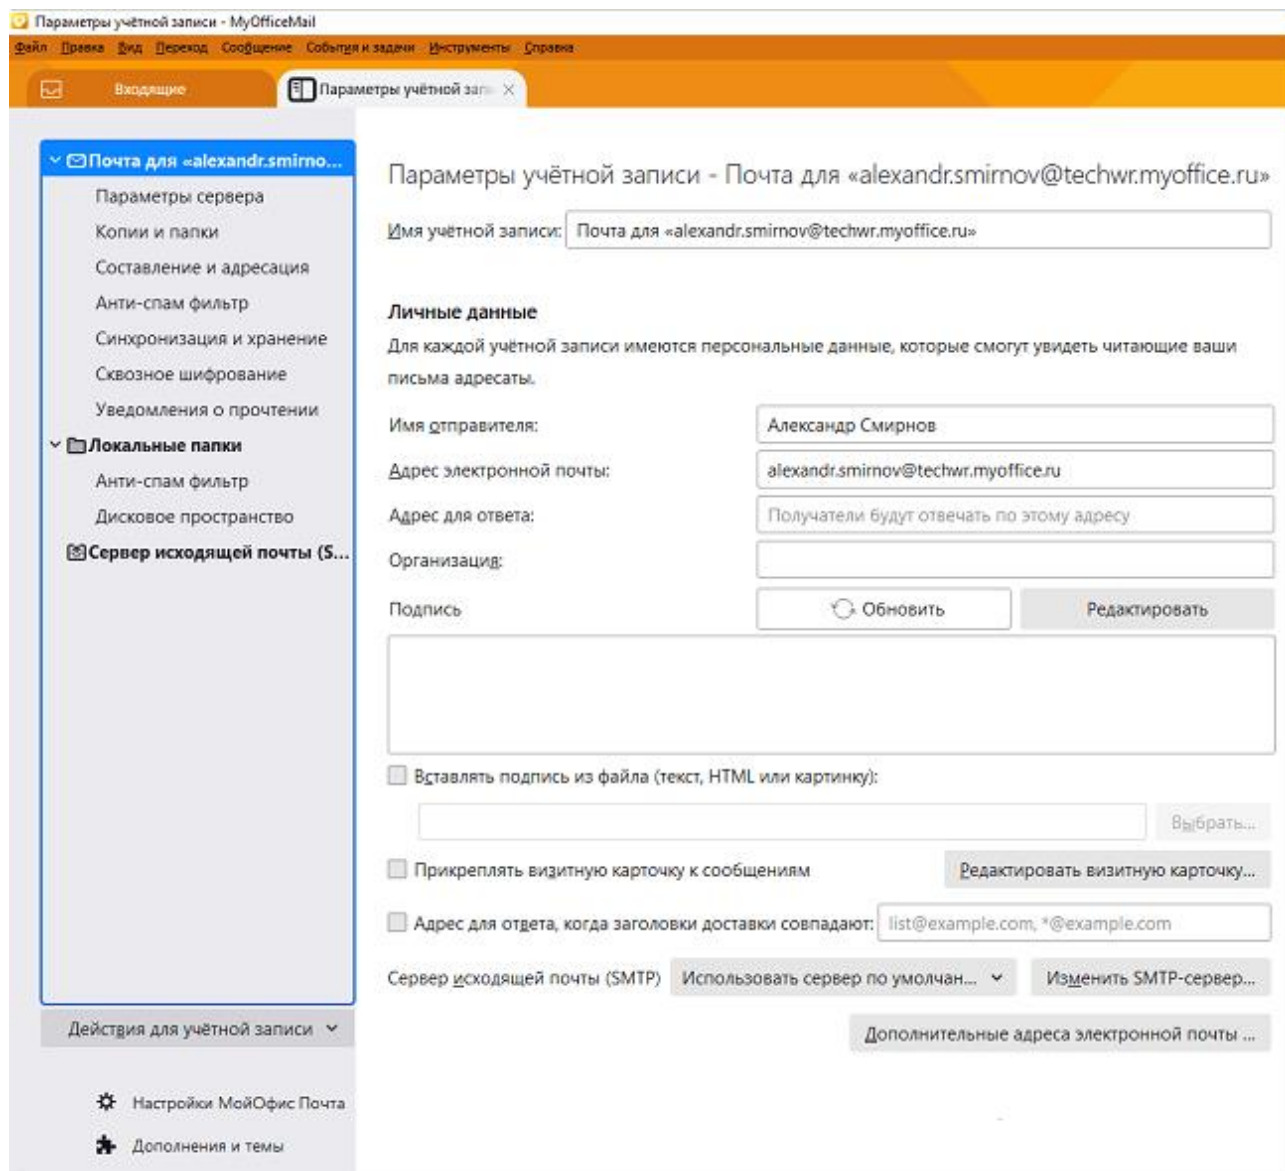 Параметры учётной записи - MyOfficeMail
Файл Правка Вид Переход Сообщение События и задачи Инструменты Справка
Входящие
Параметры учётной зап
Почта для «alexandr.smirno...
Параметры сервера
Копии и папки
Составление и адресация
Анти-спам фильтр
Синхронизация и хранение
Сквозное шифрование
Уведомления о прочтении
Локальные папки
Анти-спам фильтр
Дисковое пространство
Сервер исходящей почты (S...
Действия для учётной записи
Настройки МойОфис Почта
Дополнения и темы
Параметры учётной записи - Почта для «alexandr.smirnov@techwr.myoffice.ru»
Имя учётной записи: Почта для «alexandr.smirnov@techwr.myoffice.ru»
Личные данные
Для каждой учётной записи имеются персональные данные, которые смогут увидеть читающие ваши
письма адресаты.
Имя отправителя: Александр Смирнов
Адрес электронной почты: alexandr.smirnov@techwr.myoffice.ru
Адрес для ответа: Получатели будут отвечать по этому адресу
Организация:
Подпись Обновить Редактировать
Вставлять подпись из файла (текст, HTML или картинку):
Выбрать...
Прикреплять визитную карточку к сообщениям Редактировать визитную карточку...
Адрес для ответа, когда заголовки доставки совпадают: list@example.com, *@example.com
Сервер исходящей почты (SMTP) Использовать сервер по умолчан... Изменить SMTP-сервер...
Дополнительные адреса электронной почты ...